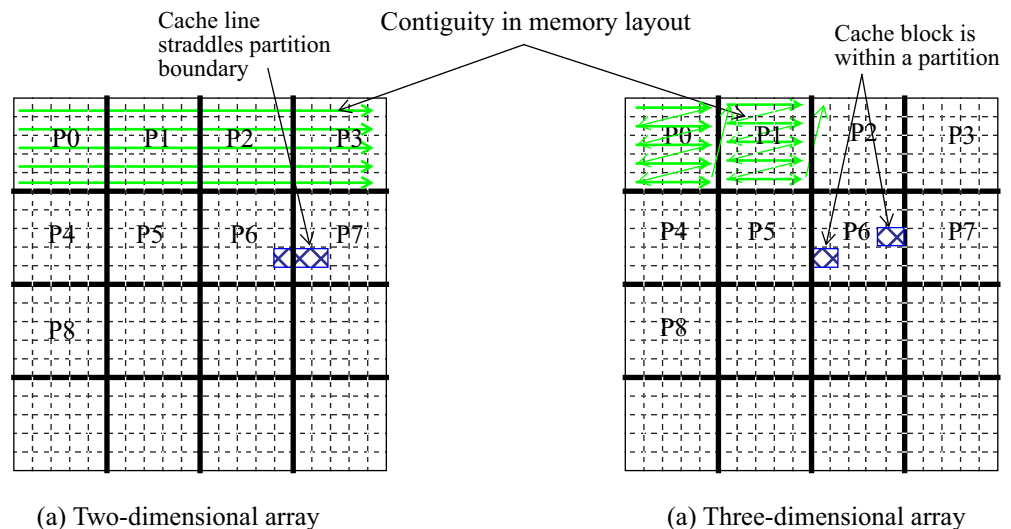 Cache line
straddles partition
boundary
Contiguity in memory layout
Cache block is
within a partition
P0 P1 P2 P3
P4 P5 P6 P7
P8
P0 P1 P2 P3
P4 P5 P6 P7
P8
(a) Two-dimensional array
(a) Three-dimensional array